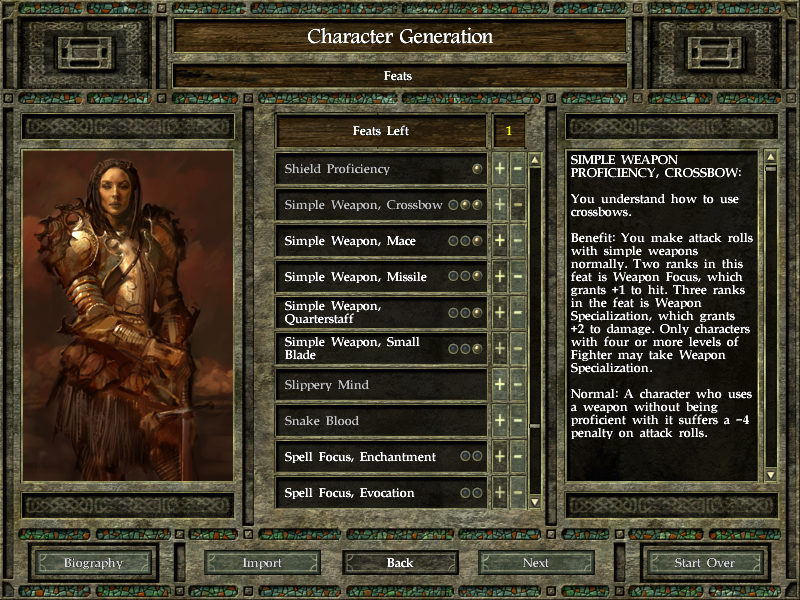 Character Generation
Feats
Feats Left
1
Shield Proficiency
Simple Weapon, Crossbow
Simple Weapon, Mace
Simple Weapon, Missile
Simple Weapon,
Quarterstaff
Simple Weapon, Small
Blade
Slippery Mind
Snake Blood
Spell Focus, Enchantment
Spell Focus, Evocation
SIMPLE WEAPON
PROFICIENCY, CROSSBOW:
You understand how to use
crossbows.
Benefit: You make attack rolls
with simple weapons
normally. Two ranks in this
feat is Weapon Focus, which
grants +1 to hit. Three ranks
in the feat is Weapon
Specialization, which grants
+2 to damage. Only characters
with four or more levels of
Fighter may take Weapon
Specialization.
Normal: A character who uses
a weapon without being
proficient with it suffers a -4
penalty on attack rolls.
Biography
Import
Back
Next
Start Over